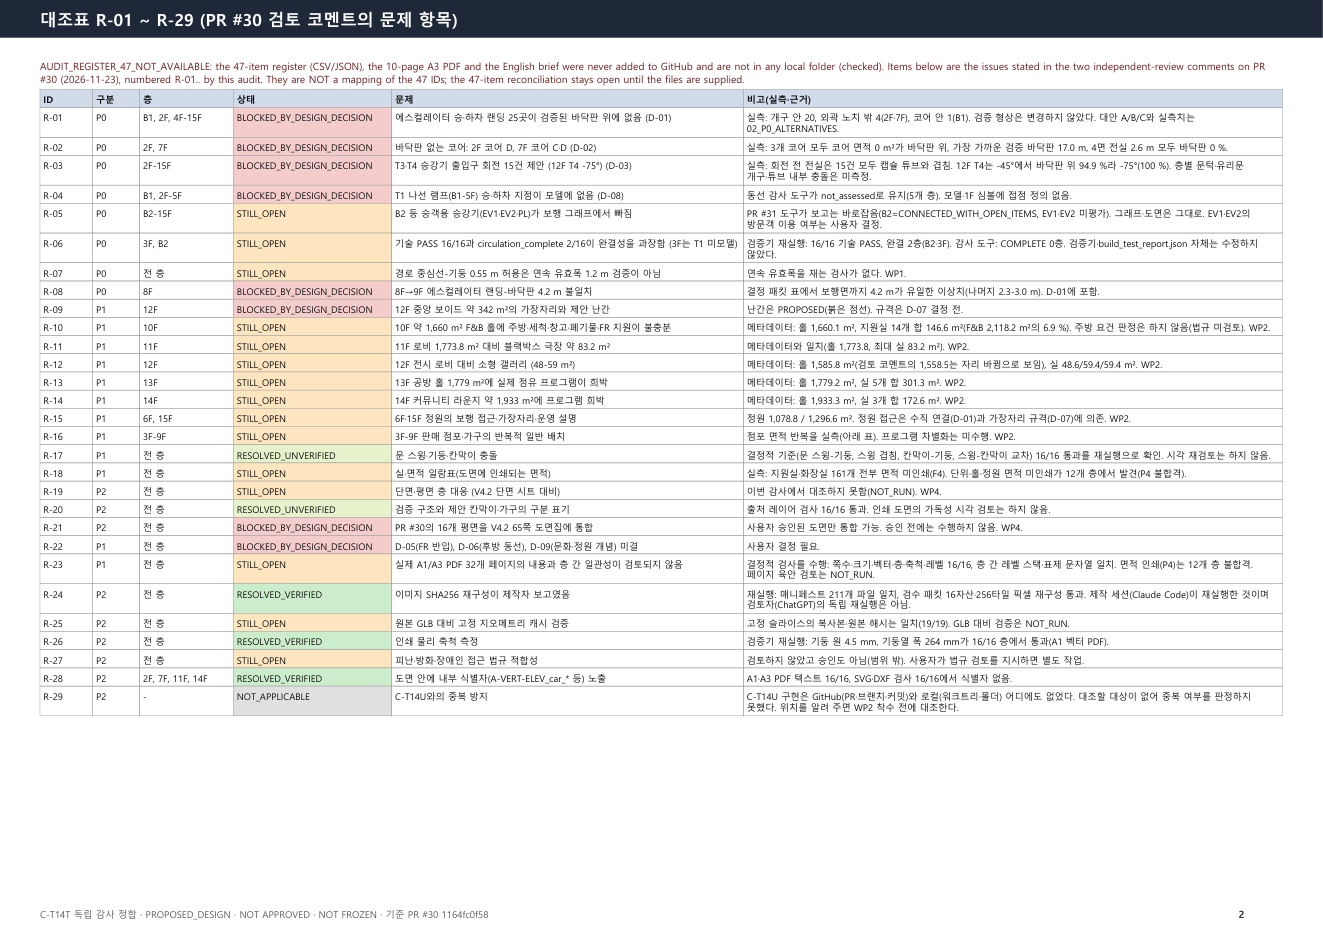 대조표 R-01 ~ R-29 (PR #30 검토 코멘트의 문제 항목)
AUDIT_REGISTER_47_NOT_AVAILABLE: the 47-item register (CSV/JSON), the 10-page A3 PDF and the English brief were never added to GitHub and are not in any local folder (checked). Items below are the issues stated in the two independent-review comments on PR
#30 (2026-11-23), numbered R-01.. by this audit. They are NOT a mapping of the 47 IDs; the 47-item reconciliation stays open until the files are supplied.
ID 구분 층 상태 문제 비고(실측·근거)
R-01 P0 B1, 2F, 4F-15F BLOCKED_BY_DESIGN_DECISION 에스컬레이터 승·하차 랜딩 25곳이 검증된 바닥판 위에 없음 (D-01) 실측: 개구 안 20, 외곽 노치 밖 4(2F·7F), 코어 안 1(B1). 검증 형상은 변경하지 않았다. 대안 A/B/C와 실측치는
02_P0_ALTERNATIVES.
R-02 P0 2F, 7F BLOCKED_BY_DESIGN_DECISION 바닥판 없는 코어: 2F 코어 D, 7F 코어 C·D (D-02) 실측: 3개 코어 모두 코어 면적 0 m²가 바닥판 위, 가장 가까운 검증 바닥판 17.0 m, 4면 전실 2.6 m 모두 바닥판 0 %.
R-03 P0 2F-15F BLOCKED_BY_DESIGN_DECISION T3·T4 승강기 출입구 회전 15건 제안 (12F T4 -75°) (D-03) 실측: 회전 전 전실은 15건 모두 캡슐 튜브와 겹침. 12F T4는 -45°에서 바닥판 위 94.9 %라 -75°(100 %). 층별 문턱·유리문
개구·튜브 내부 충돌은 미측정.
R-04 P0 B1, 2F-5F BLOCKED_BY_DESIGN_DECISION T1 나선 램프(B1-5F) 승·하차 지점이 모델에 없음 (D-08) 동선 감사 도구가 not_assessed로 유지(5개 층). 모델·1F 심볼에 접점 정의 없음.
R-05 P0 B2-15F STILL_OPEN B2 등 승객용 승강기(EV1·EV2·PL)가 보행 그래프에서 빠짐 PR #31 도구가 보고는 바로잡음(B2=CONNECTED_WITH_OPEN_ITEMS, EV1·EV2 미평가). 그래프·도면은 그대로. EV1·EV2의
방문객 이용 여부는 사용자 결정.
R-06 P0 3F, B2 STILL_OPEN 기술 PASS 16/16과 circulation_complete 2/16이 완결성을 과장함 (3F는 T1 미모델) 검증기 재실행: 16/16 기술 PASS, 완결 2층(B2·3F). 감사 도구: COMPLETE 0층. 검증기·build_test_report.json 자체는 수정하지
않았다.
R-07 P0 전 층 STILL_OPEN 경로 중심선-기둥 0.55 m 허용은 연속 유효폭 1.2 m 검증이 아님 연속 유효폭을 재는 검사가 없다. WP1.
R-08 P0 8F BLOCKED_BY_DESIGN_DECISION 8F→9F 에스컬레이터 랜딩-바닥판 4.2 m 불일치 결정 패킷 표에서 보행면까지 4.2 m가 유일한 이상치(나머지 2.3-3.0 m). D-01에 포함.
R-09 P1 12F BLOCKED_BY_DESIGN_DECISION 12F 중앙 보이드 약 342 m²의 가장자리와 제안 난간 난간은 PROPOSED(붉은 점선). 규격은 D-07 결정 전.
R-10 P1 10F STILL_OPEN 10F 약 1,660 m² F&B 홀에 주방·세척·창고·폐기물·FR 지원이 불충분 메타데이터: 홀 1,660.1 m², 지원실 14개 합 146.6 m²(F&B 2,118.2 m²의 6.9 %). 주방 요건 판정은 하지 않음(법규 미검토). WP2.
R-11 P1 11F STILL_OPEN 11F 로비 1,773.8 m² 대비 블랙박스 극장 약 83.2 m² 메타데이터와 일치(홀 1,773.8, 최대 실 83.2 m²). WP2.
R-12 P1 12F STILL_OPEN 12F 전시 로비 대비 소형 갤러리 (48-59 m²) 메타데이터: 홀 1,585.8 m²(검토 코멘트의 1,558.5는 자리 바뀜으로 보임), 실 48.6/59.4/59.4 m². WP2.
R-13 P1 13F STILL_OPEN 13F 공방 홀 1,779 m²에 실제 점유 프로그램이 희박 메타데이터: 홀 1,779.2 m², 실 5개 합 301.3 m². WP2.
R-14 P1 14F STILL_OPEN 14F 커뮤니티 라운지 약 1,933 m²에 프로그램 희박 메타데이터: 홀 1,933.3 m², 실 3개 합 172.6 m². WP2.
R-15 P1 6F, 15F STILL_OPEN 6F·15F 정원의 보행 접근·가장자리·운영 설명 정원 1,078.8 / 1,296.6 m². 정원 접근은 수직 연결(D-01)과 가장자리 규격(D-07)에 의존. WP2.
R-16 P1 3F-9F STILL_OPEN 3F-9F 판매 점포·가구의 반복적 일반 배치 점포 면적 반복을 실측(아래 표). 프로그램 차별화는 미수행. WP2.
R-17 P1 전 층 RESOLVED_UNVERIFIED 문 스윙·기둥·칸막이 충돌 결정적 기준(문 스윙-기둥, 스윙 겹침, 칸막이-기둥, 스윙-칸막이 교차) 16/16 통과를 재실행으로 확인. 시각 재검토는 하지 않음.
R-18 P1 전 층 STILL_OPEN 실·면적 일람표(도면에 인쇄되는 면적) 실측: 지원실·화장실 161개 전부 면적 미인쇄(F4). 단위·홀·정원 면적 미인쇄가 12개 층에서 발견(P4 불합격).
R-19 P2 전 층 STILL_OPEN 단면·평면 층 대응 (V4.2 단면 시트 대비) 이번 감사에서 대조하지 못함(NOT_RUN). WP4.
R-20 P2 전 층 RESOLVED_UNVERIFIED 검증 구조와 제안 칸막이·가구의 구분 표기 출처 레이어 검사 16/16 통과. 인쇄 도면의 가독성 시각 검토는 하지 않음.
R-21 P2 전 층 BLOCKED_BY_DESIGN_DECISION PR #30의 16개 평면을 V4.2 65쪽 도면집에 통합 사용자 승인된 도면만 통합 가능. 승인 전에는 수행하지 않음. WP4.
R-22 P1 전 층 BLOCKED_BY_DESIGN_DECISION D-05(FR 반입), D-06(후방 동선), D-09(문화·정원 개념) 미결 사용자 결정 필요.
R-23 P1 전 층 STILL_OPEN 실제 A1/A3 PDF 32개 페이지의 내용과 층 간 일관성이 검토되지 않음 결정적 검사를 수행: 쪽수·크기·벡터·층·축척·레벨 16/16, 층 간 레벨 스택·표제 문자열 일치. 면적 인쇄(P4)는 12개 층 불합격.
페이지 육안 검토는 NOT_RUN.
R-24 P2 전 층 RESOLVED_VERIFIED 이미지 SHA256 재구성이 제작자 보고였음 재실행: 매니페스트 211개 파일 일치, 검수 패킷 16자산·256타일 픽셀 재구성 통과. 제작 세션(Claude Code)이 재실행한 것이며
검토자(ChatGPT)의 독립 재실행은 아님.
R-25 P2 전 층 STILL_OPEN 원본 GLB 대비 고정 지오메트리 캐시 검증 고정 슬라이스의 복사본·원본 해시는 일치(19/19). GLB 대비 검증은 NOT_RUN.
R-26 P2 전 층 RESOLVED_VERIFIED 인쇄 물리 축척 측정 검증기 재실행: 기둥 원 4.5 mm, 기둥열 폭 264 mm가 16/16 층에서 통과(A1 벡터 PDF).
R-27 P2 전 층 STILL_OPEN 피난·방화·장애인 접근 법규 적합성 검토하지 않았고 승인도 아님(범위 밖). 사용자가 법규 검토를 지시하면 별도 작업.
R-28 P2 2F, 7F, 11F, 14F RESOLVED_VERIFIED 도면 안에 내부 식별자(A-VERT-ELEV_car_* 등) 노출 A1·A3 PDF 텍스트 16/16, SVG·DXF 검사 16/16에서 식별자 없음.
R-29 P2 - NOT_APPLICABLE C-T14U와의 중복 방지 C-T14U 구현은 GitHub(PR·브랜치·커밋)와 로컬(워크트리·폴더) 어디에도 없었다. 대조할 대상이 없어 중복 여부를 판정하지
못했다. 위치를 알려 주면 WP2 착수 전에 대조한다.
C-T14T 독립 감사 정합 · PROPOSED_DESIGN · NOT APPROVED · NOT FROZEN · 기준 PR #30 1164fc0f58
2